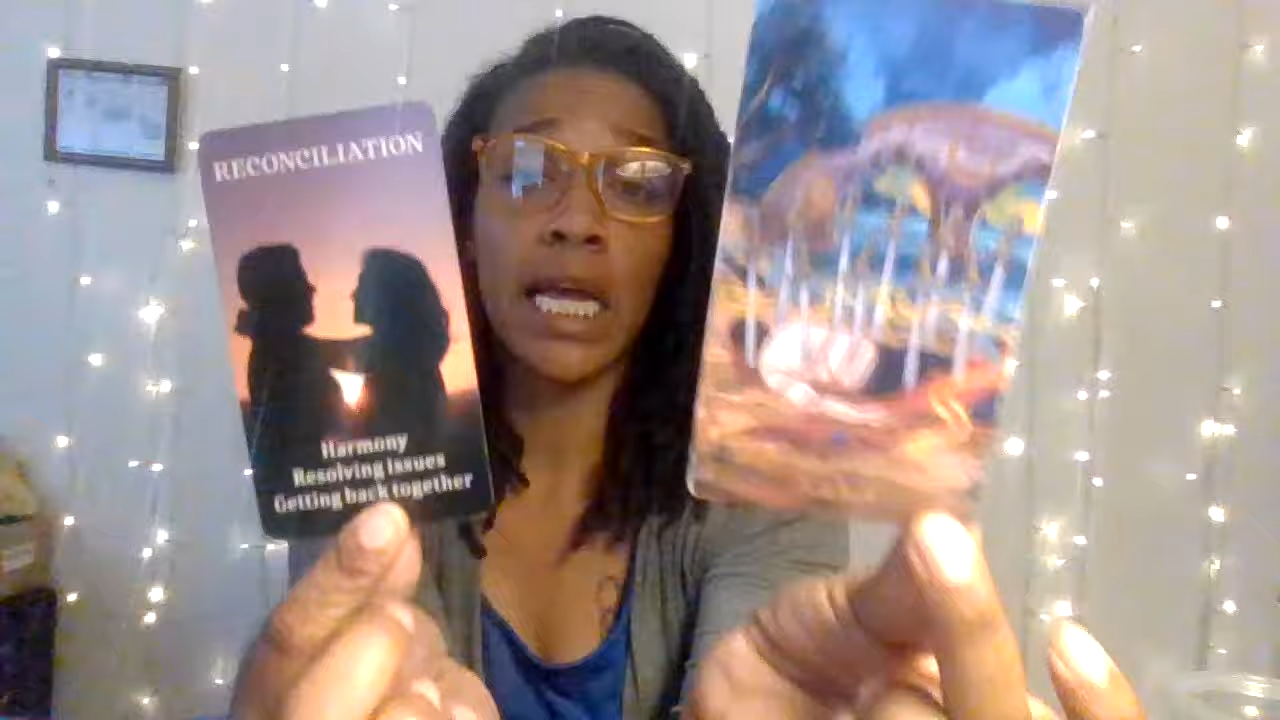 RECONCILIATION
Harmony
Resolving Issues
Getting back together